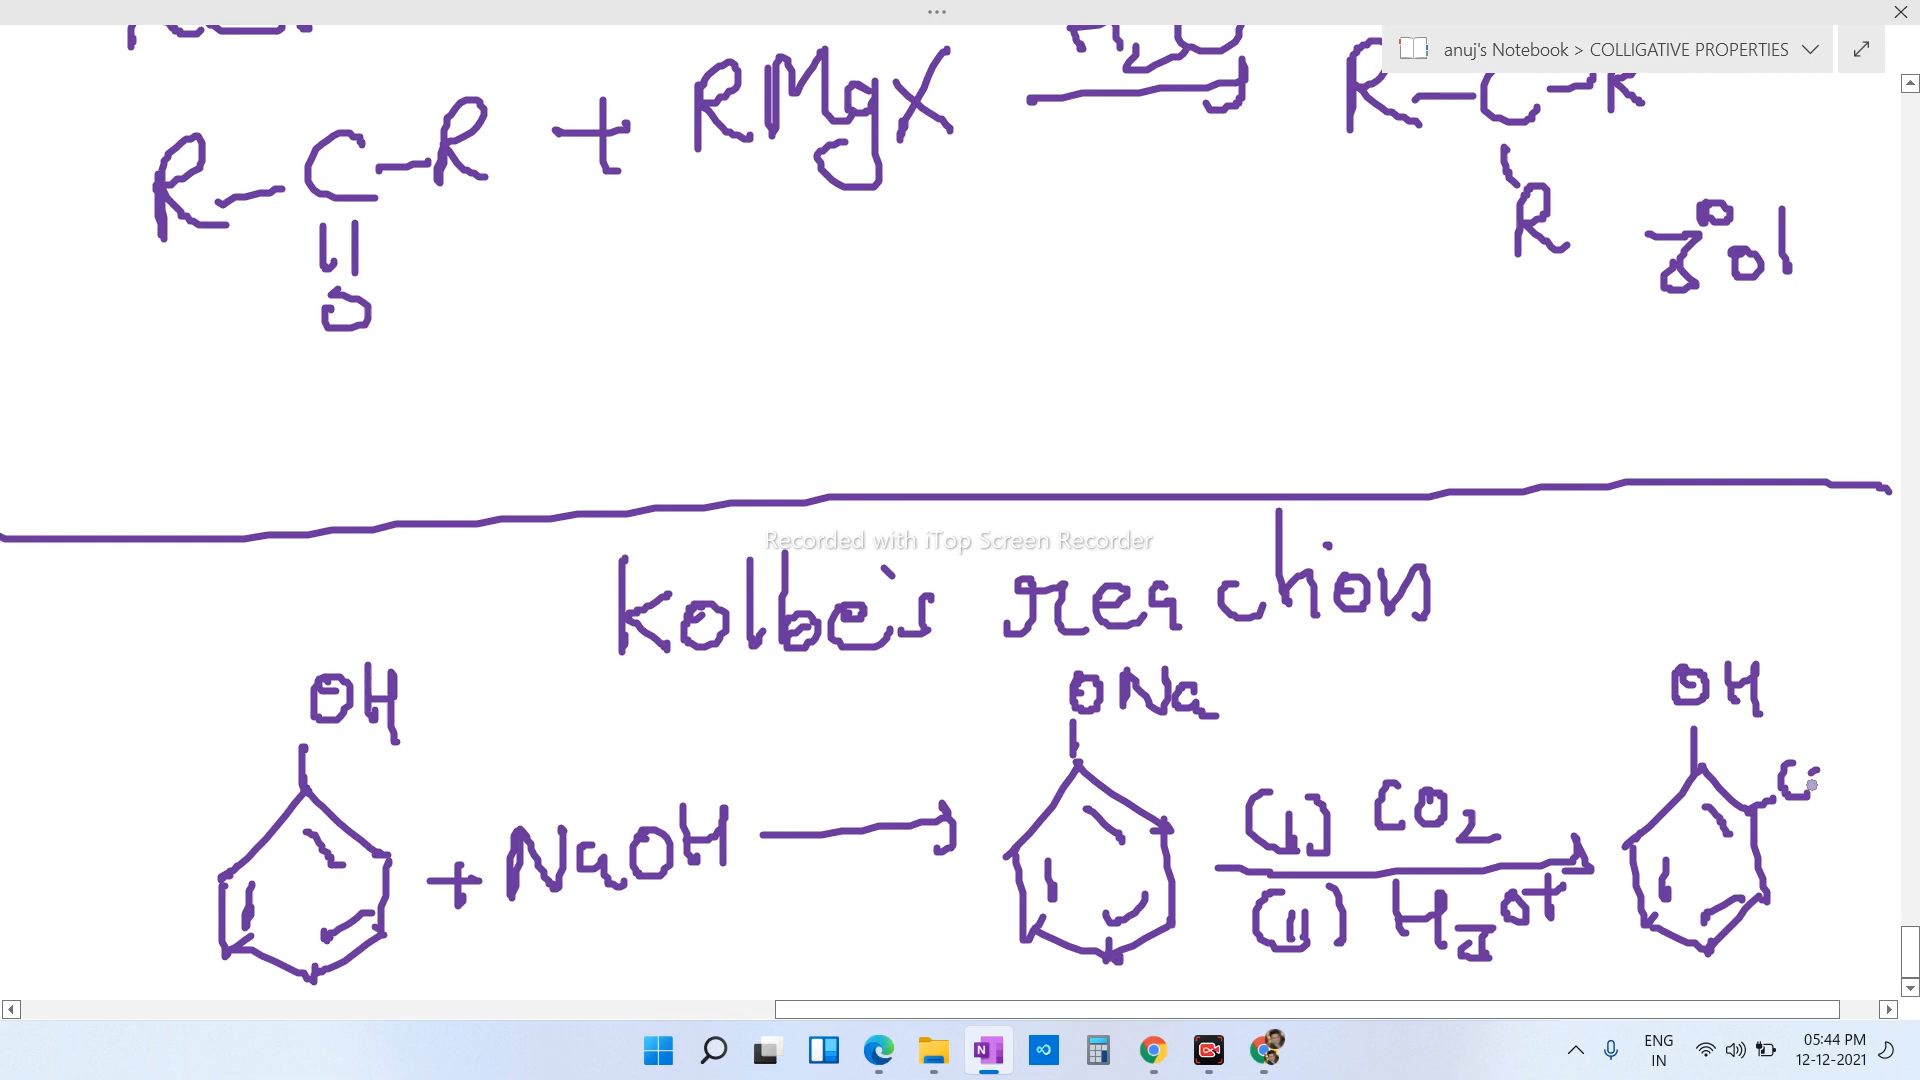 anuj's Notebook > COLLIGATIVE PROPERTIES
R-C-R + RMgX
R-C-R
O
R
3° ol
Recorded with iTop Screen Recorder
Kolbe's reaction
OH
ONa
OH
+ NaOH
(i) CO2
C
(ii) H3O+
ENG
IN
05:44 PM
12-12-2021